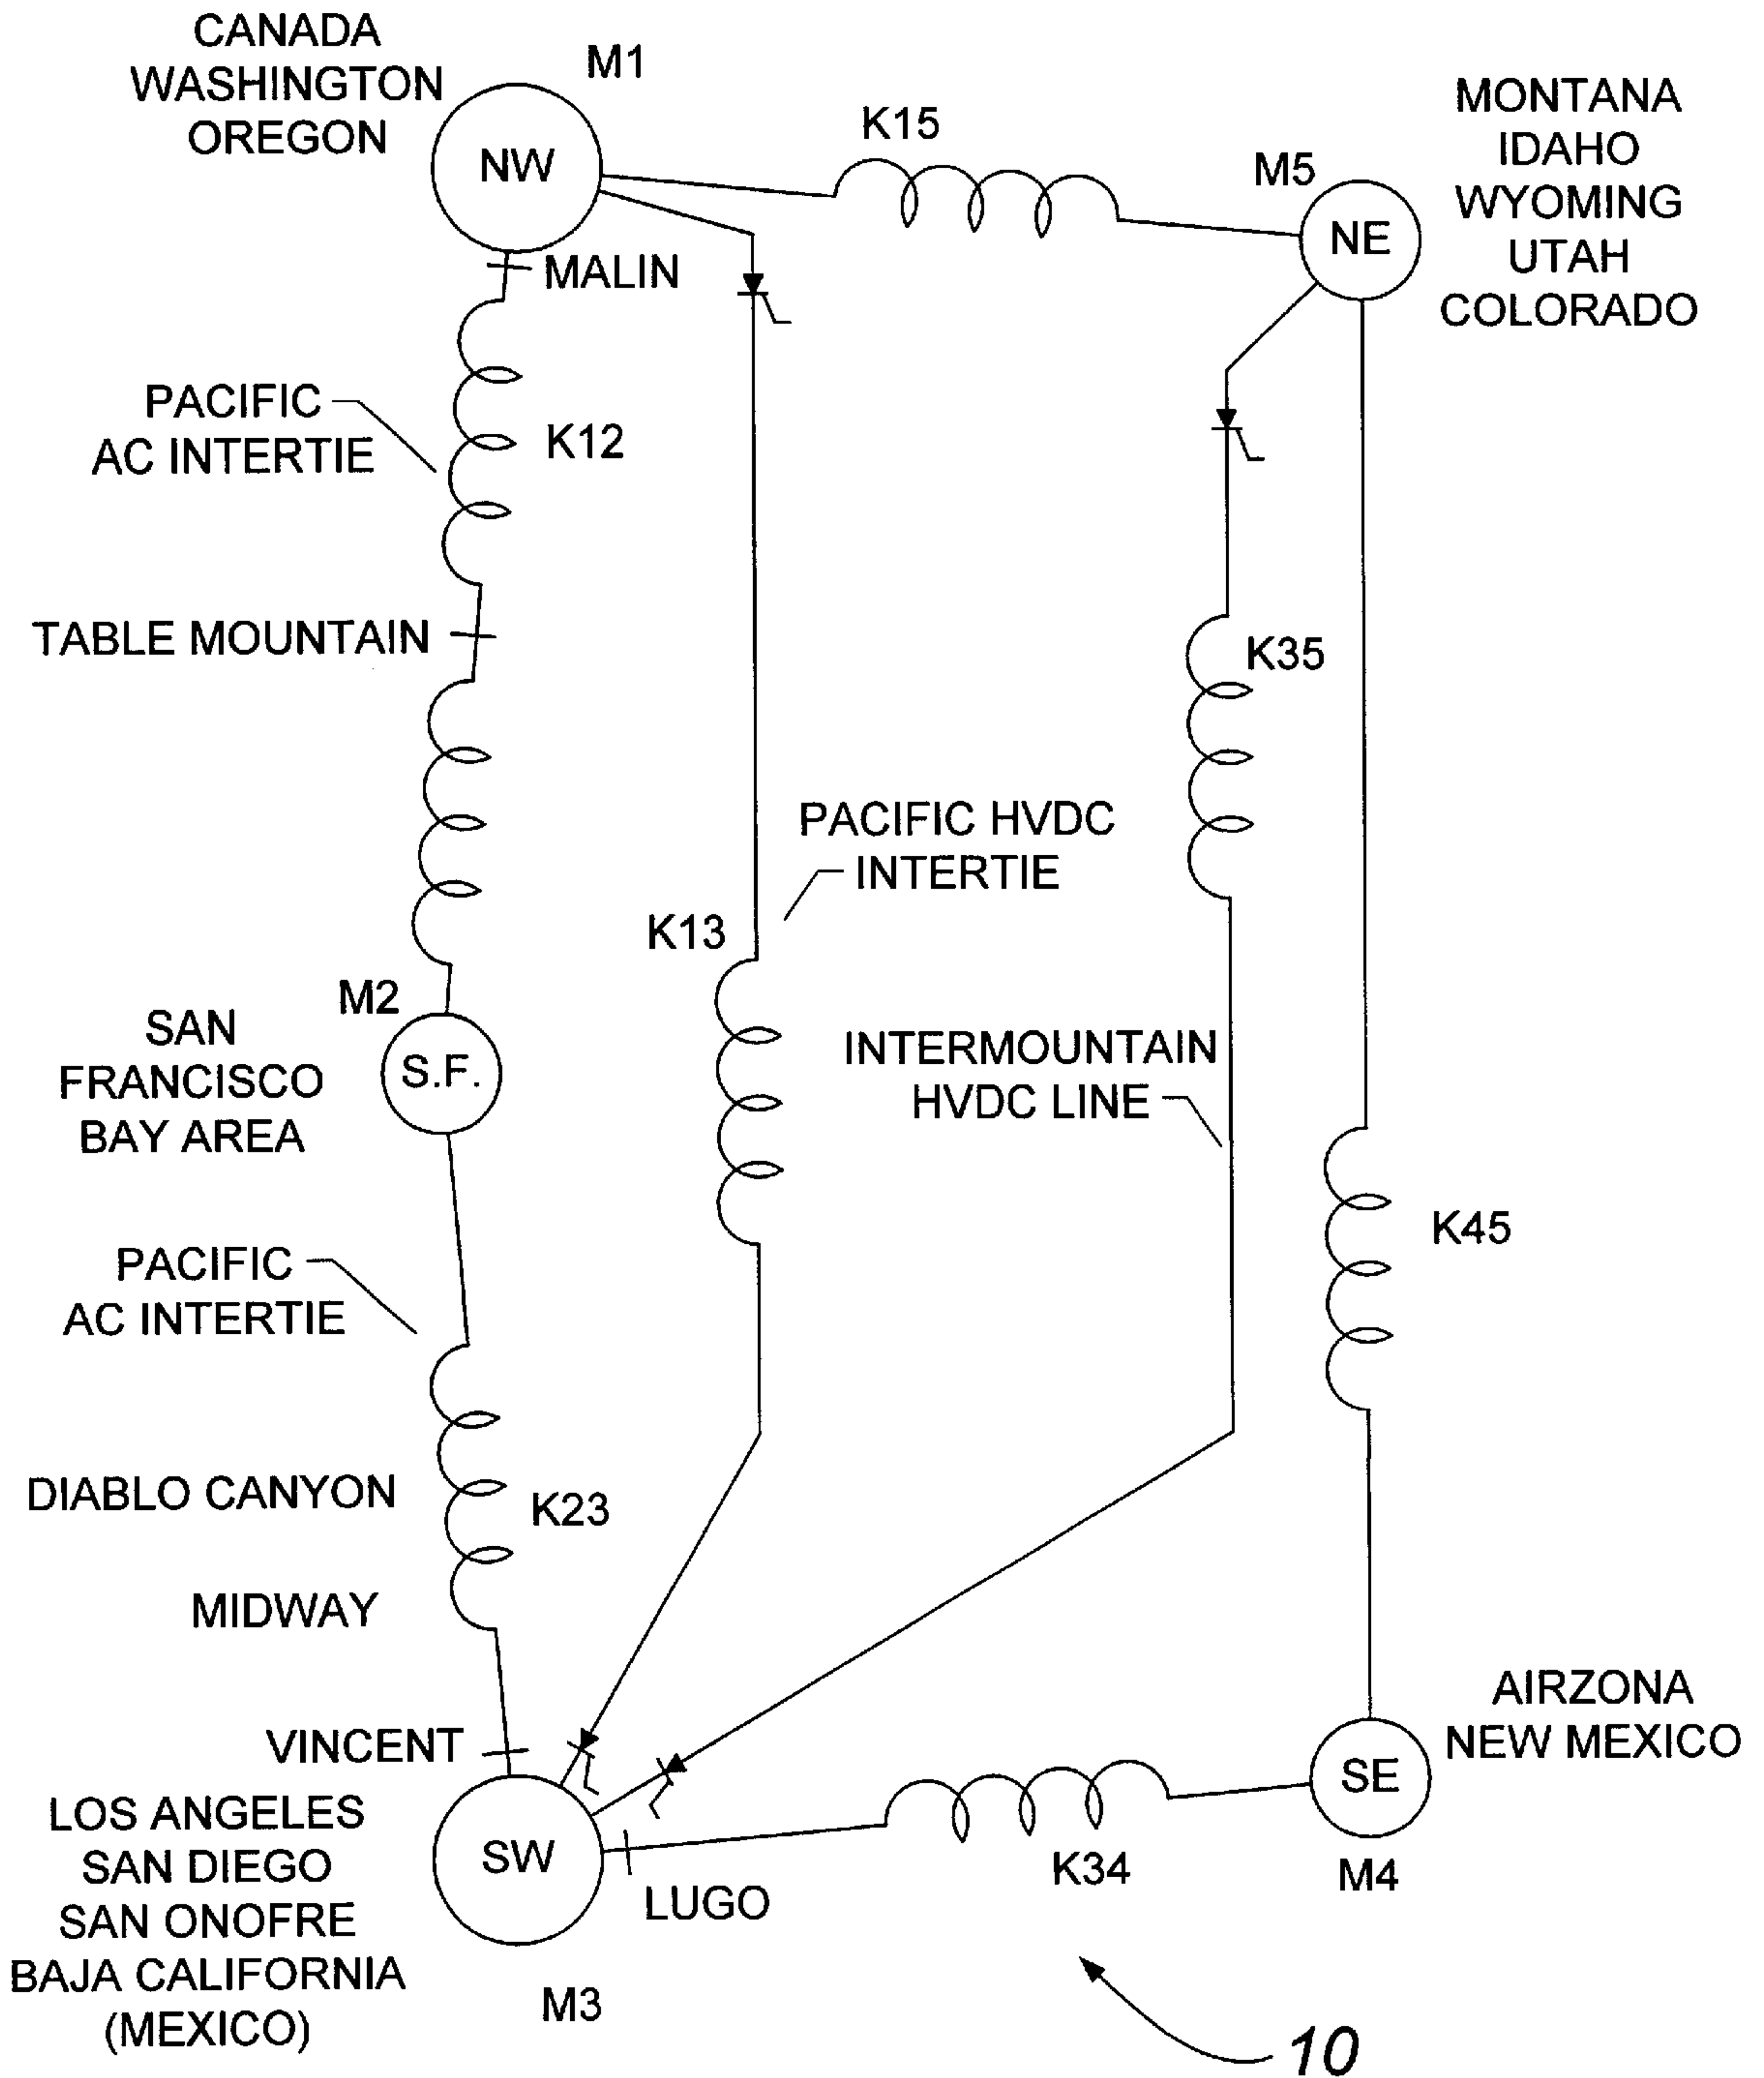 CANADA
WASHINGTON
OREGON
M1
NW
K15
M5
NE
MONTANA
IDAHO
WYOMING
UTAH
COLORADO
MALIN
PACIFIC
AC INTERTIE
K12
TABLE MOUNTAIN
K35
PACIFIC HVDC
INTERTIE
K13
M2
S.F.
SAN
FRANCISCO
BAY AREA
INTERMOUNTAIN
HVDC LINE
K45
PACIFIC
AC INTERTIE
DIABLO CANYON
K23
MIDWAY
VINCENT
AIRZONA
NEW MEXICO
SE
M4
K34
LUGO
SW
LOS ANGELES
SAN DIEGO
SAN ONOFRE
BAJA CALIFORNIA
(MEXICO)
M3
10